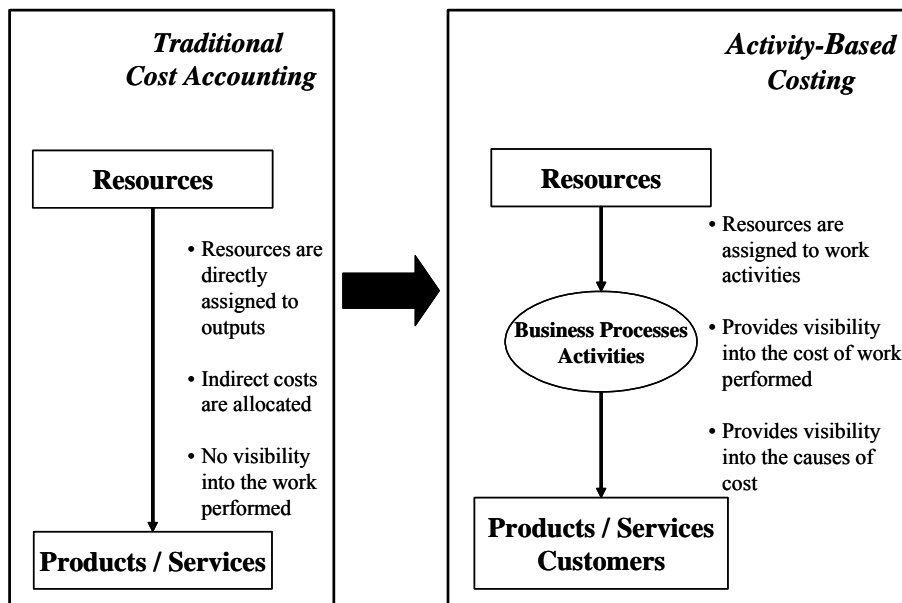 Traditional
Cost Accounting
Resources
• Resources are
directly
assigned to
outputs
• Indirect costs
are allocated
• No visibility
into the work
performed
Products / Services
Activity-Based
Costing
Resources
• Resources are
assigned to work
activities
Business Processes
Activities
• Provides visibility
into the cost of work
performed
• Provides visibility
into the causes of
cost
Products / Services
Customers